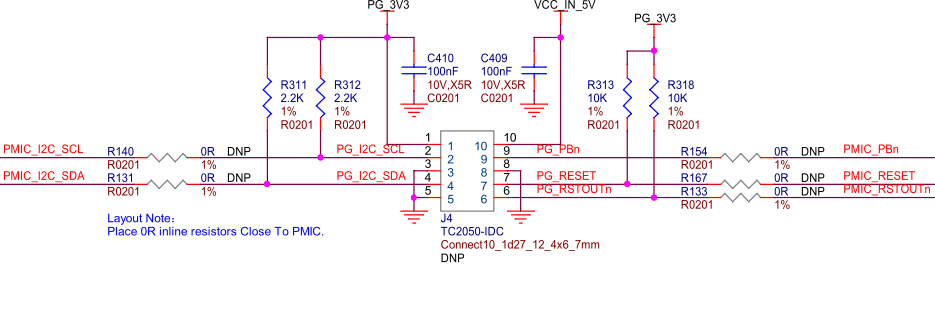 PG_3V3
VCC_IN_5V
PG_3V3
C410
100nF
10V,X5R
C0201
C409
100nF
10V,X5R
C0201
R311
2.2K
1%
R0201
R312
2.2K
1%
R0201
R313
10K
1%
R0201
R318
10K
1%
R0201
PMIC_I2C_SCL
R140
0R
DNP
R0201
1%
PG_I2C_SCL
PMIC_I2C_SDA
R131
0R
DNP
R0201
1%
PG_I2C_SDA
1
2
3
4
5
1
2
3
4
5
10
9
8
7
6
10
9
8
7
6
PG_PBn
R154
0R
DNP
PMIC_PBn
R0201
1%
PG_RESET
R167
0R
DNP
PMIC_RESET
PG_RSTOUTn
R133
0R
DNP
PMIC_RSTOUTn
R0201
1%
Layout Note:
Place 0R inline resistors Close To PMIC.
J4
TC2050-IDC
Connect10_1d27_12_4x6_7mm
DNP